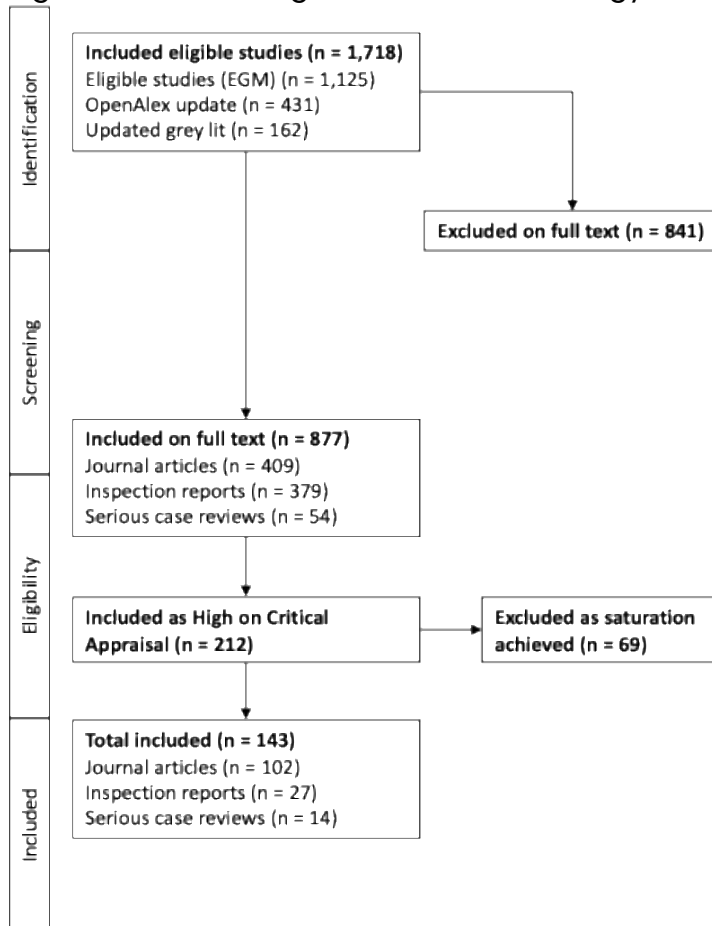 Identification
Included eligible studies (n = 1,718)
Eligible studies (EGM) (n = 1,125)
OpenAlex update (n = 431)
Updated grey lit (n = 162)
Excluded on full text (n = 841)
Screening
Included on full text (n = 877)
Journal articles (n = 409)
Inspection reports (n = 379)
Serious case reviews (n = 54)
Eligibility
Included as High on Critical
Appraisal (n = 212)
Excluded as saturation
achieved (n = 69)
Included
Total included (n = 143)
Journal articles (n = 102)
Inspection reports (n = 27)
Serious case reviews (n = 14)